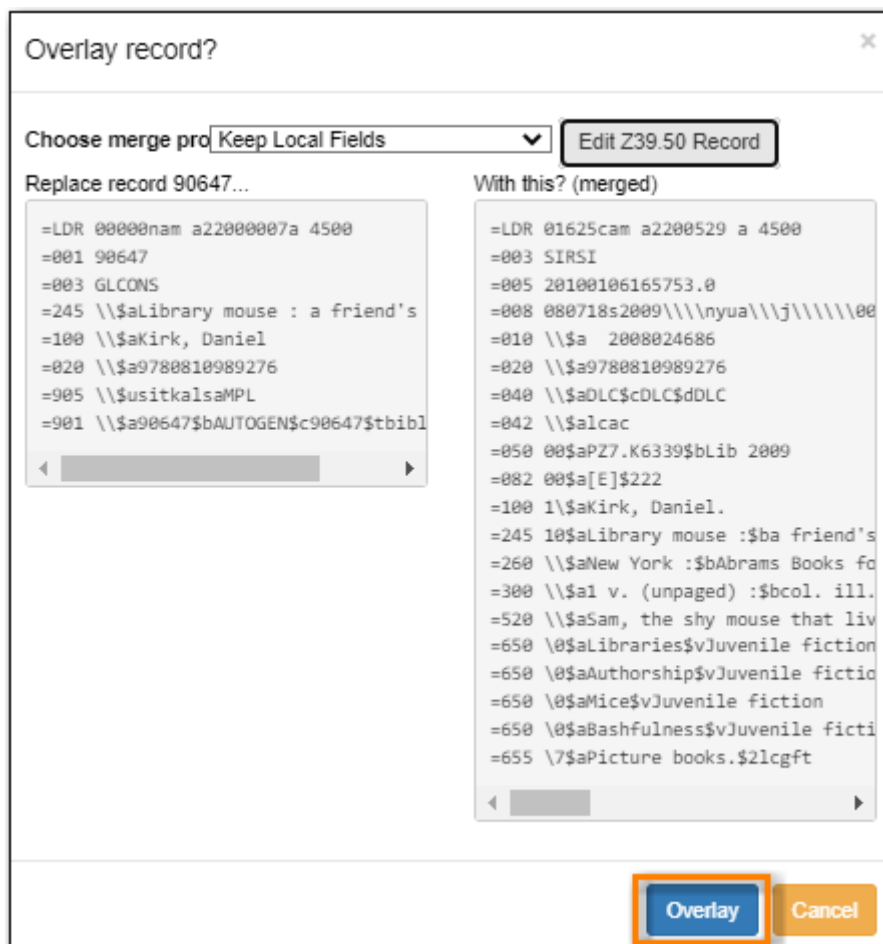 Overlay record?
×
Choose merge pro Keep Local Fields Edit Z39.50 Record
Replace record 90647...
=LDR 00000nam a22000007a 4500
=001 90647
=003 GLCONS
=245 \\$aLibrary mouse : a friend's
=100 \\$aKirk, Daniel
=020 \\$a9780810989276
=905 \\$usitkalsaMPL
=901 \\$a90647$bAUTOGEN$c90647$tbibl
With this? (merged)
=LDR 01625cam a2200529 a 4500
=003 SIRSI
=005 20100106165753.0
=008 080718s2009\\\\nyua\\\j\\\\\\00
=010 \\$a  2008024686
=020 \\$a9780810989276
=040 \\$aDLC$cDLC$dDLC
=042 \\$alcac
=050 00$aPZ7.K6339$bLib 2009
=082 00$a[E]$222
=100 1\$aKirk, Daniel.
=245 10$aLibrary mouse :$ba friend's
=260 \\$aNew York :$bAbrams Books fo
=300 \\$a1 v. (unpaged) :$bcol. ill.
=520 \\$aSam, the shy mouse that liv
=650 \0$aLibraries$vJuvenile fiction
=650 \0$aAuthorship$vJuvenile fictio
=650 \0$aMice$vJuvenile fiction
=650 \0$aBashfulness$vJuvenile ficti
=655 \7$aPicture books.$2lcgft
Overlay Cancel